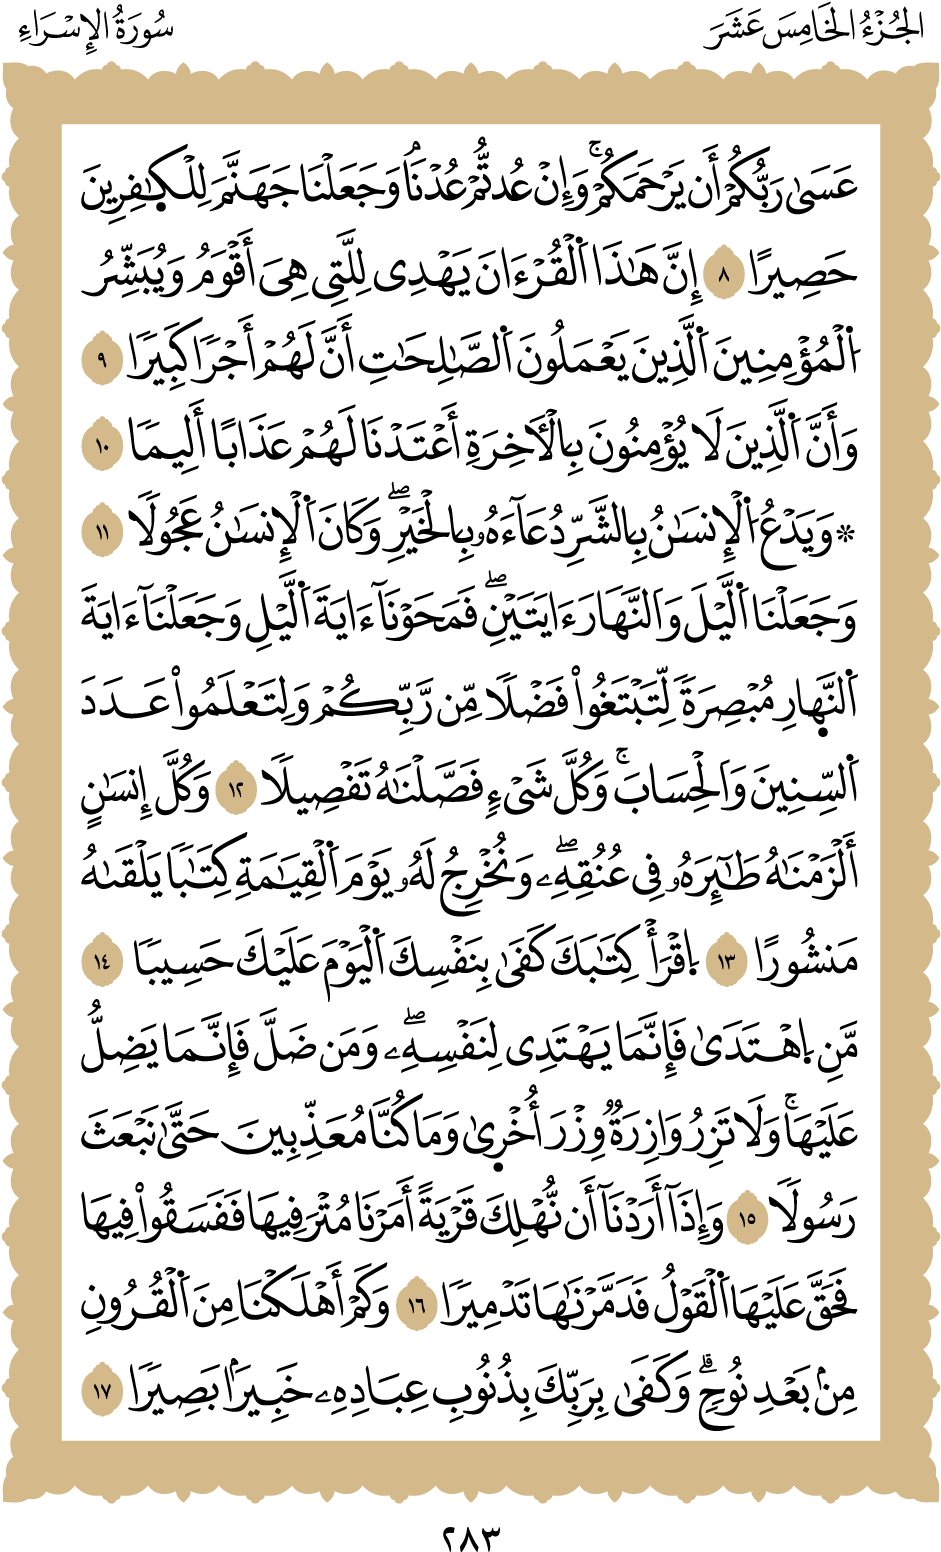 الجُزْءُ الخَامِسَ عَشَرَ
سُورَةُ الإِسْرَاءِ
عَسَىٰ رَبُّكُمْ أَن يَرْحَمَكُمْ ۚ وَإِنْ عُدتُّمْ عُدْنَا ۘ وَجَعَلْنَا جَهَنَّمَ لِلْكَـٰفِرِينَ
حَصِيرًا ٨ إِنَّ هَـٰذَا ٱلْقُرْءَانَ يَهْدِى لِلَّتِى هِىَ أَقْوَمُ وَيُبَشِّرُ
ٱلْمُؤْمِنِينَ ٱلَّذِينَ يَعْمَلُونَ ٱلصَّـٰلِحَـٰتِ أَنَّ لَهُمْ أَجْرًا كَبِيرًا ٩
وَأَنَّ ٱلَّذِينَ لَا يُؤْمِنُونَ بِٱلْـَٔاخِرَةِ أَعْتَدْنَا لَهُمْ عَذَابًا أَلِيمًا ١٠
۞ وَيَدْعُ ٱلْإِنسَـٰنُ بِٱلشَّرِّ دُعَآءَهُۥ بِٱلْخَيْرِ ۖ وَكَانَ ٱلْإِنسَـٰنُ عَجُولًا ١١
وَجَعَلْنَا ٱلَّيْلَ وَٱلنَّهَارَ ءَايَتَيْنِ ۖ فَمَحَوْنَآ ءَايَةَ ٱلَّيْلِ وَجَعَلْنَآ ءَايَةَ
ٱلنَّهَارِ مُبْصِرَةً لِّتَبْتَغُوا۟ فَضْلًا مِّن رَّبِّكُمْ وَلِتَعْلَمُوا۟ عَدَدَ
ٱلسِّنِينَ وَٱلْحِسَابَ ۚ وَكُلَّ شَىْءٍ فَصَّلْنَـٰهُ تَفْصِيلًا ١٢ وَكُلَّ إِنسَـٰنٍ
أَلْزَمْنَـٰهُ طَـٰٓئِرَهُۥ فِى عُنُقِهِۦ ۖ وَنُخْرِجُ لَهُۥ يَوْمَ ٱلْقِيَـٰمَةِ كِتَـٰبًا يَلْقَىٰهُ
مَنشُورًا ١٣ ٱقْرَأْ كِتَـٰبَكَ كَفَىٰ بِنَفْسِكَ ٱلْيَوْمَ عَلَيْكَ حَسِيبًا ١٤
مَّنِ ٱهْتَدَىٰ فَإِنَّمَا يَهْتَدِى لِنَفْسِهِۦ ۖ وَمَن ضَلَّ فَإِنَّمَا يَضِلُّ
عَلَيْهَا ۚ وَلَا تَزِرُ وَازِرَةٌ وِزْرَ أُخْرَىٰ وَمَا كُنَّا مُعَذِّبِينَ حَتَّىٰ نَبْعَثَ
رَسُولًا ١٥ وَإِذَآ أَرَدْنَآ أَن نُّهْلِكَ قَرْيَةً أَمَرْنَا مُتْرَفِيهَا فَفَسَقُوا۟ فِيهَا
فَحَقَّ عَلَيْهَا ٱلْقَوْلُ فَدَمَّرْنَـٰهَا تَدْمِيرًا ١٦ وَكَمْ أَهْلَكْنَا مِنَ ٱلْقُرُونِ
مِنۢ بَعْدِ نُوحٍ ۗ وَكَفَىٰ بِرَبِّكَ بِذُنُوبِ عِبَادِهِۦ خَبِيرًۢا بَصِيرًا ١٧
٢٨٣